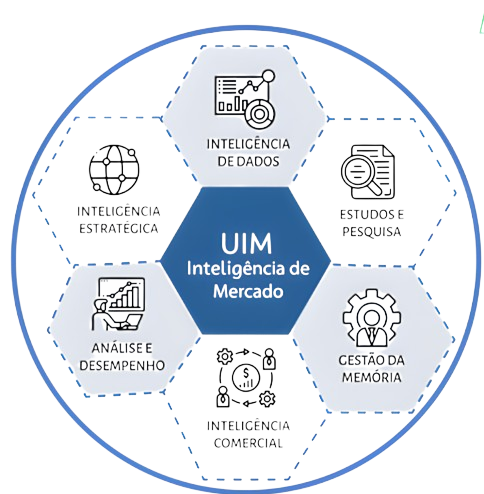 INTELIGÊNCIA
DE DADOS
INTELIGÊNCIA
ESTRATÉGICA
ESTUDOS E
PESQUISA
UIM
Inteligência de
Mercado
ANÁLISE E
DESEMPENHO
GESTÃO DA
MEMÓRIA
$
INTELIGÊNCIA
COMERCIAL